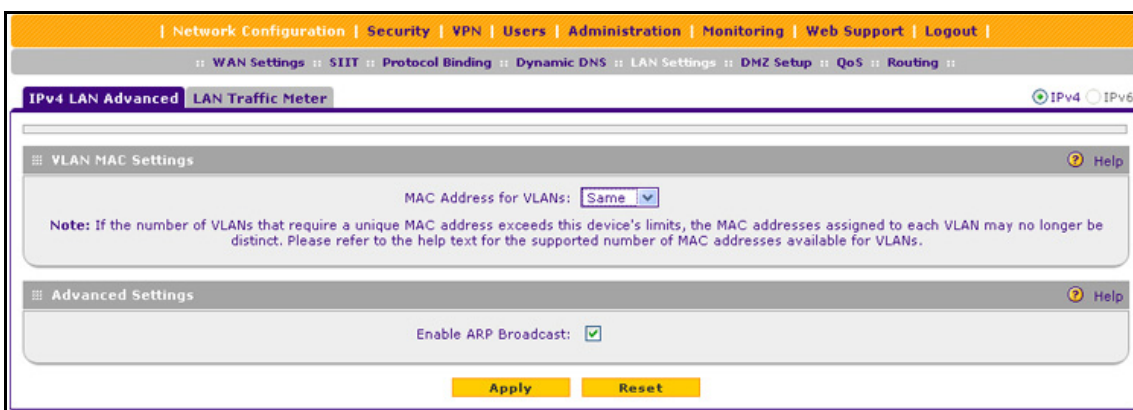 | Network Configuration | Security | VPN | Users | Administration | Monitoring | Web Support | Logout |
:: WAN Settings :: SIIT :: Protocol Binding :: Dynamic DNS :: LAN Settings :: DMZ Setup :: QoS :: Routing ::
IPv4 LAN Advanced LAN Traffic Meter IPv4 IPv6
VLAN MAC Settings ? Help
MAC Address for VLANs: Same
Note: If the number of VLANs that require a unique MAC address exceeds this device's limits, the MAC addresses assigned to each VLAN may no longer be
distinct. Please refer to the help text for the supported number of MAC addresses available for VLANs.
Advanced Settings ? Help
Enable ARP Broadcast:
Apply Reset